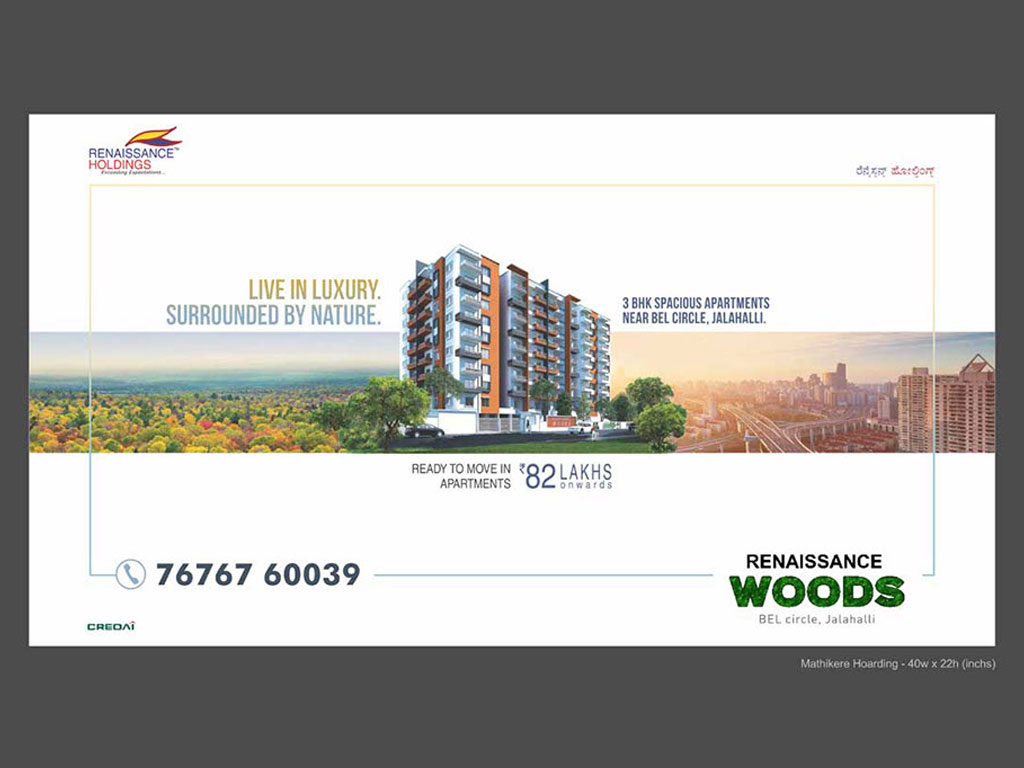 RENAISSANCE™
HOLDINGS
Exceeding Expectations...
ರೆನೈಸನ್ಸ್ ಹೋಲ್ಡಿಂಗ್ಸ್
LIVE IN LUXURY.
SURROUNDED BY NATURE.
3 BHK SPACIOUS APARTMENTS
NEAR BEL CIRCLE, JALAHALLI.
READY TO MOVE IN
APARTMENTS
₹82 LAKHS
onwards
76767 60039
RENAISSANCE
WOODS
BEL circle, Jalahalli
CREDAI
Mathikere Hoarding - 40w x 22h (inchs)